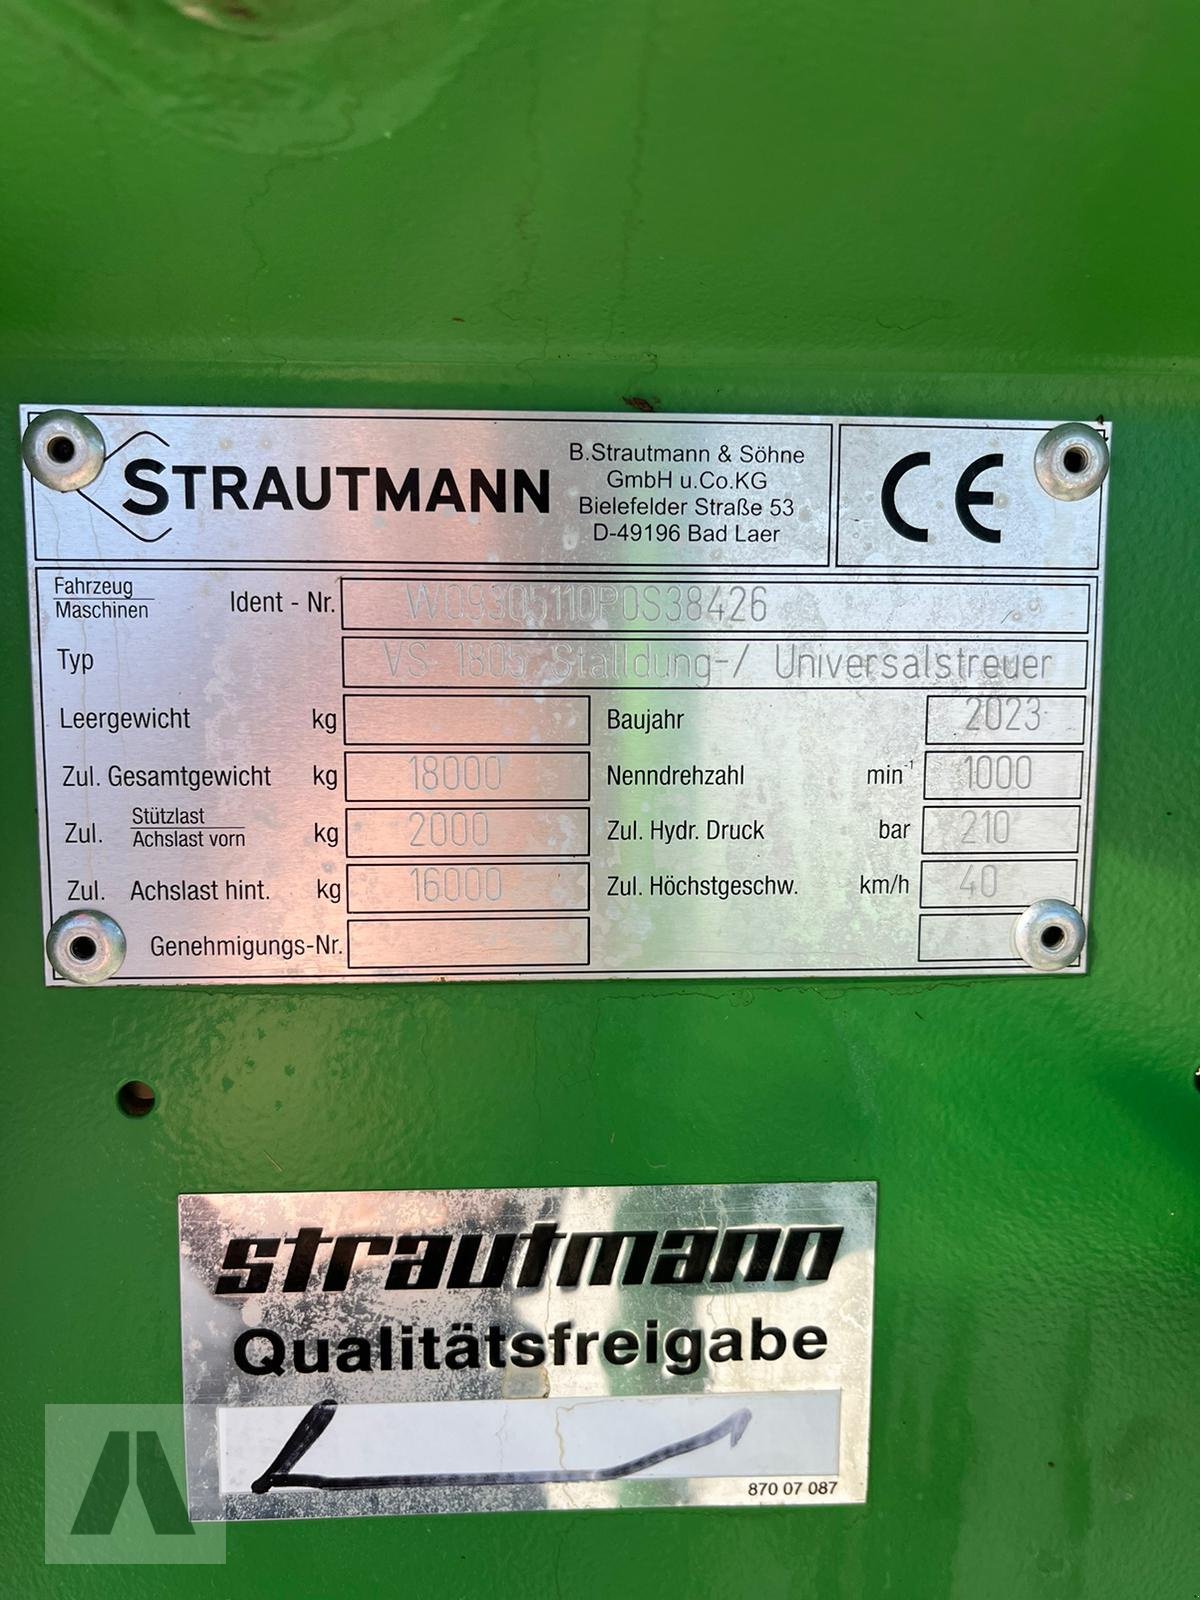 STRAUTMANN
B.Strautmann & Söhne
GmbH u.Co.KG
Bielefelder Straße 53
D-49196 Bad Laer
CE
Fahrzeug
Maschinen
Ident - Nr. W09305110P0S38426
Typ VS 1805 Stalldung-/ Universalstreuer
Leergewicht kg
Baujahr 2023
Zul. Gesamtgewicht kg 18000
Nenndrehzahl min-1 1000
Zul. Stützlast
Achslast vorn kg 2000
Zul. Hydr. Druck bar 210
Zul. Achslast hint. kg 16000
Zul. Höchstgeschw. km/h 40
Genehmigungs-Nr.
strautmann
Qualitätsfreigabe
870 07 087